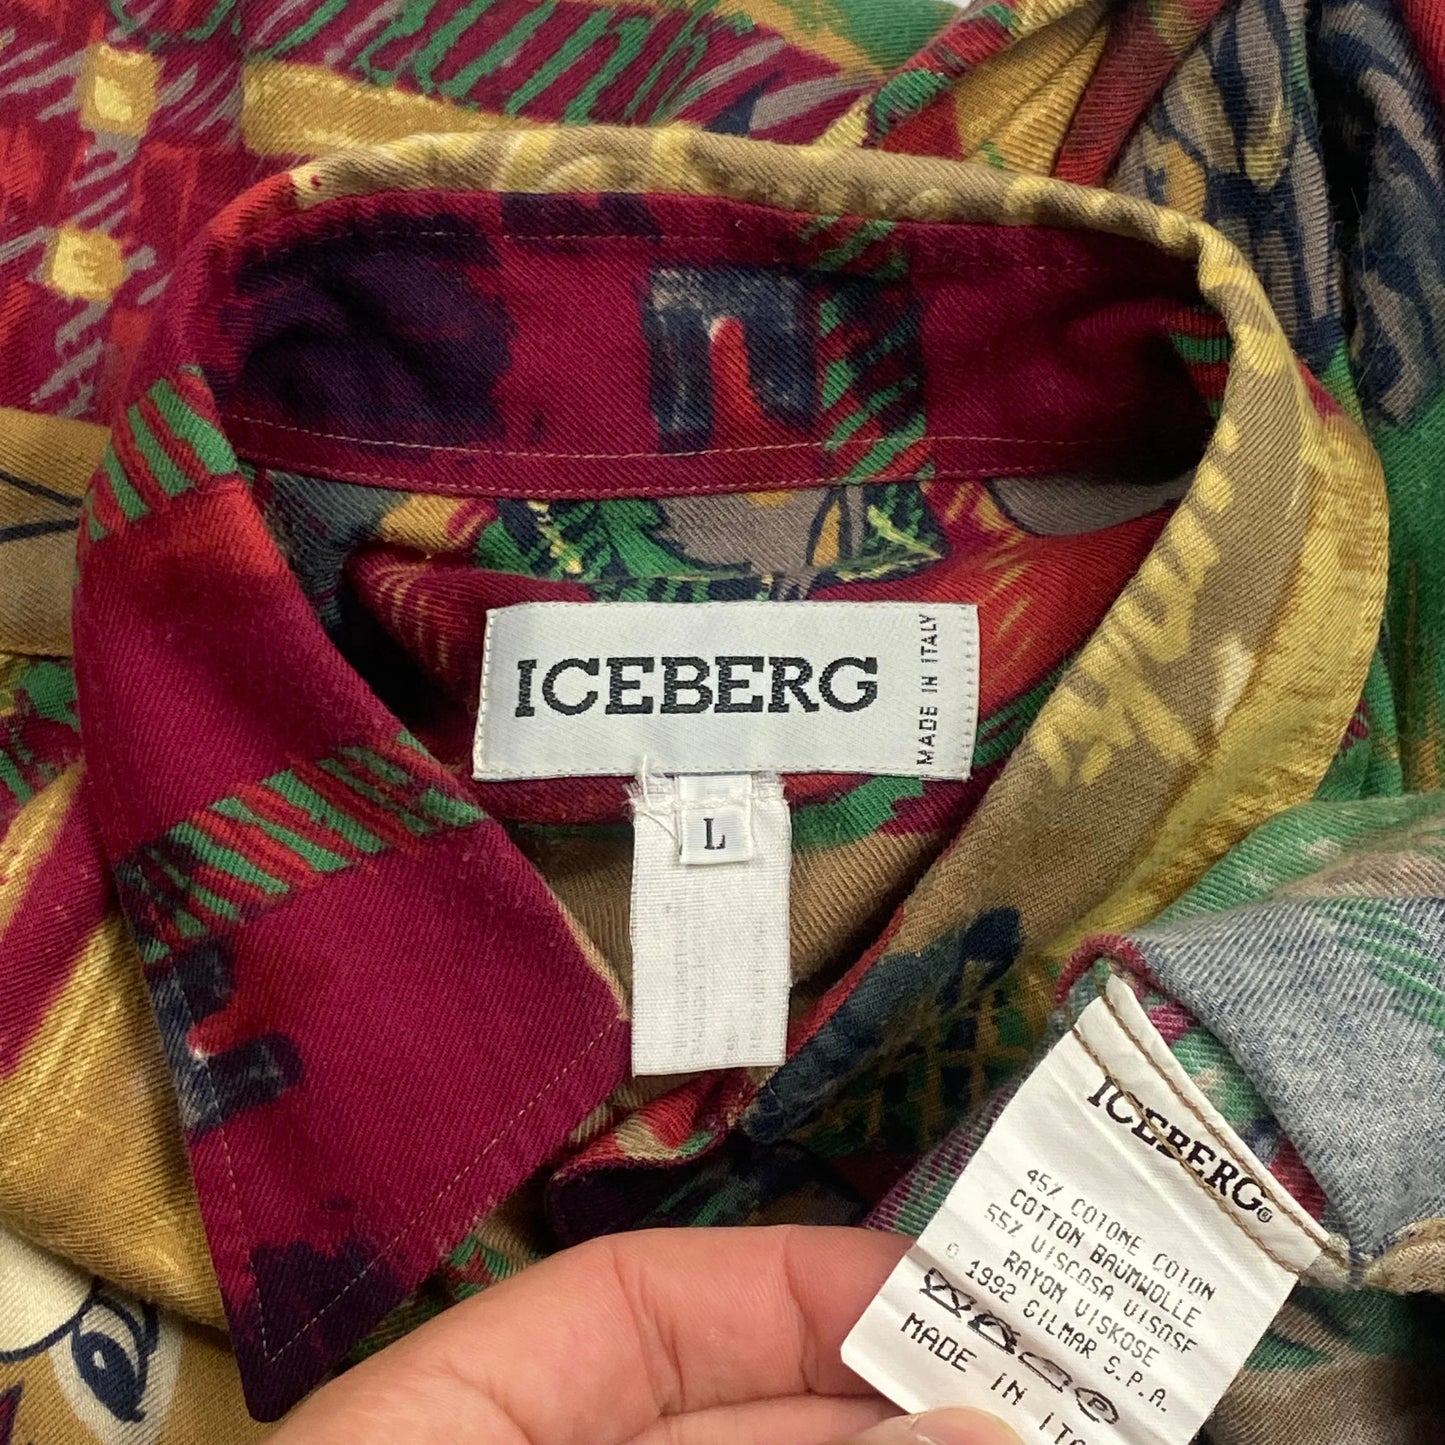 ICEBERG
MADE IN ITALY
L
ICEBERG®
45% COTONE COTON
COTTON BAUMWOLLE
55% VISCOSA VISOSE
RAYON VISKOSE
© 1992 GILMAR S.P.A.
P
MADE IN ITA